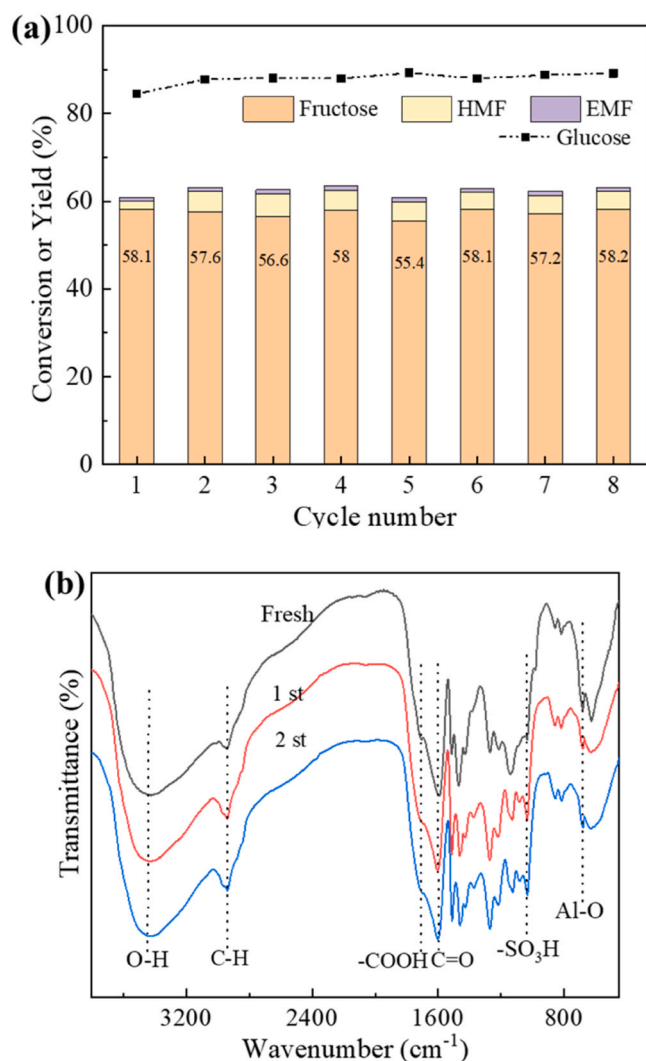 (a)
100
80
60
40
20
0
Conversion or Yield (%)
Fructose HMF EMF
Glucose
58.1 57.6 56.6 58 55.4 58.1 57.2 58.2
1 2 3 4 5 6 7 8
Cycle number
(b)
Fresh
1 st
2 st
Transmittance (%)
O-H C-H -COOH C=O -SO₃H Al-O
3200 2400 1600 800
Wavenumber (cm⁻¹)